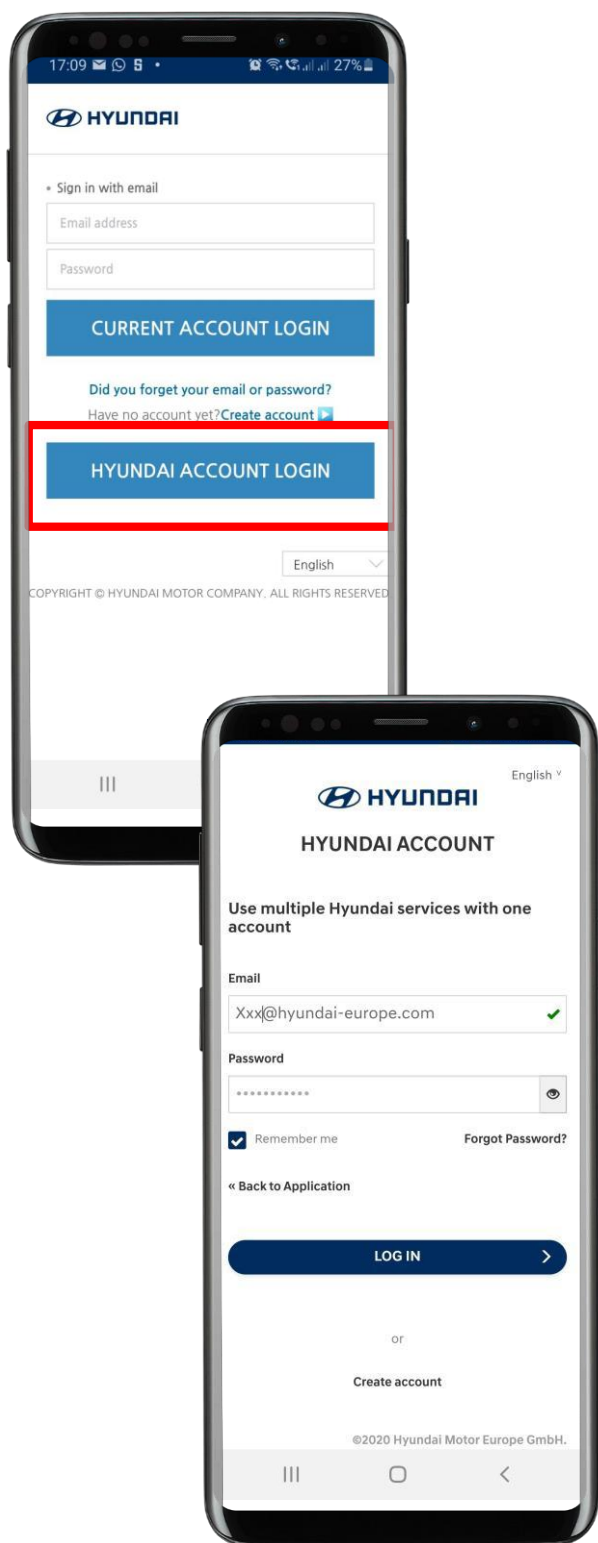 17:09
27%
HYUNDAI
Sign in with email
Email address
Password
CURRENT ACCOUNT LOGIN
Did you forget your email or password?
Have no account yet?Create account
HYUNDAI ACCOUNT LOGIN
English
COPYRIGHT © HYUNDAI MOTOR COMPANY. ALL RIGHTS RESERVED
English
HYUNDAI
HYUNDAI ACCOUNT
Use multiple Hyundai services with one
account
Email
Xxx@hyundai-europe.com
Password
Remember me
Forgot Password?
« Back to Application
LOG IN
or
Create account
©2020 Hyundai Motor Europe GmbH.